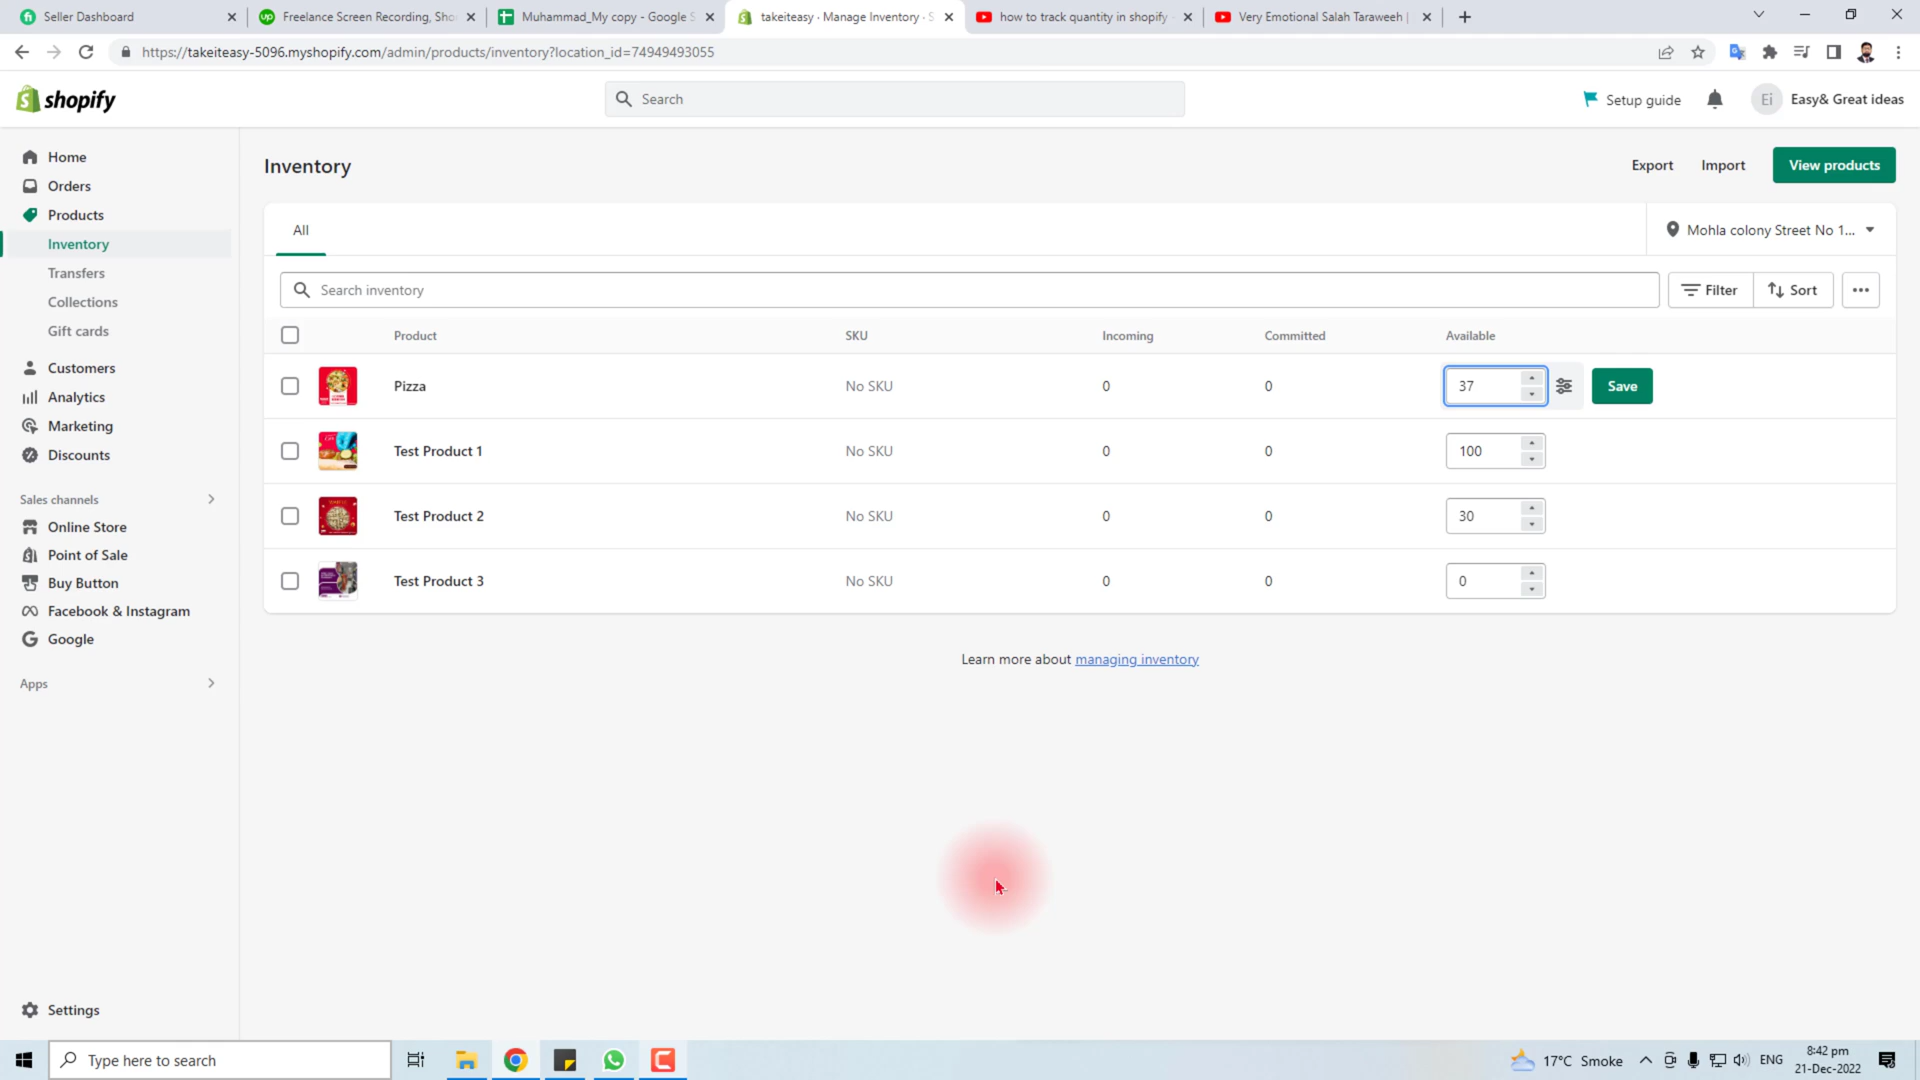 Seller Dashboard
Freelance Screen Recording, Sho
Muhammad_My copy - Google S
takeiteasy · Manage Inventory · S
how to track quantity in shopify
Very Emotional Salah Taraweeh |
https://takeiteasy-5096.myshopify.com/admin/products/inventory?location_id=74949493055
shopify
Search
Setup guide
Ei
Easy& Great ideas
Home
Orders
Products
Inventory
Transfers
Collections
Gift cards
Customers
Analytics
Marketing
Discounts
Sales channels
Online Store
Point of Sale
Buy Button
Facebook & Instagram
Google
Apps
Settings
Inventory
Export
Import
View products
All
Mohla colony Street No 1...
Search inventory
Filter
Sort
Product SKU Incoming Committed Available
Pizza No SKU 0 0 37 Save
Test Product 1 No SKU 0 0 100
Test Product 2 No SKU 0 0 30
Test Product 3 No SKU 0 0 0
Learn more about managing inventory
Type here to search
17°C Smoke
ENG
8:42 pm
21-Dec-2022